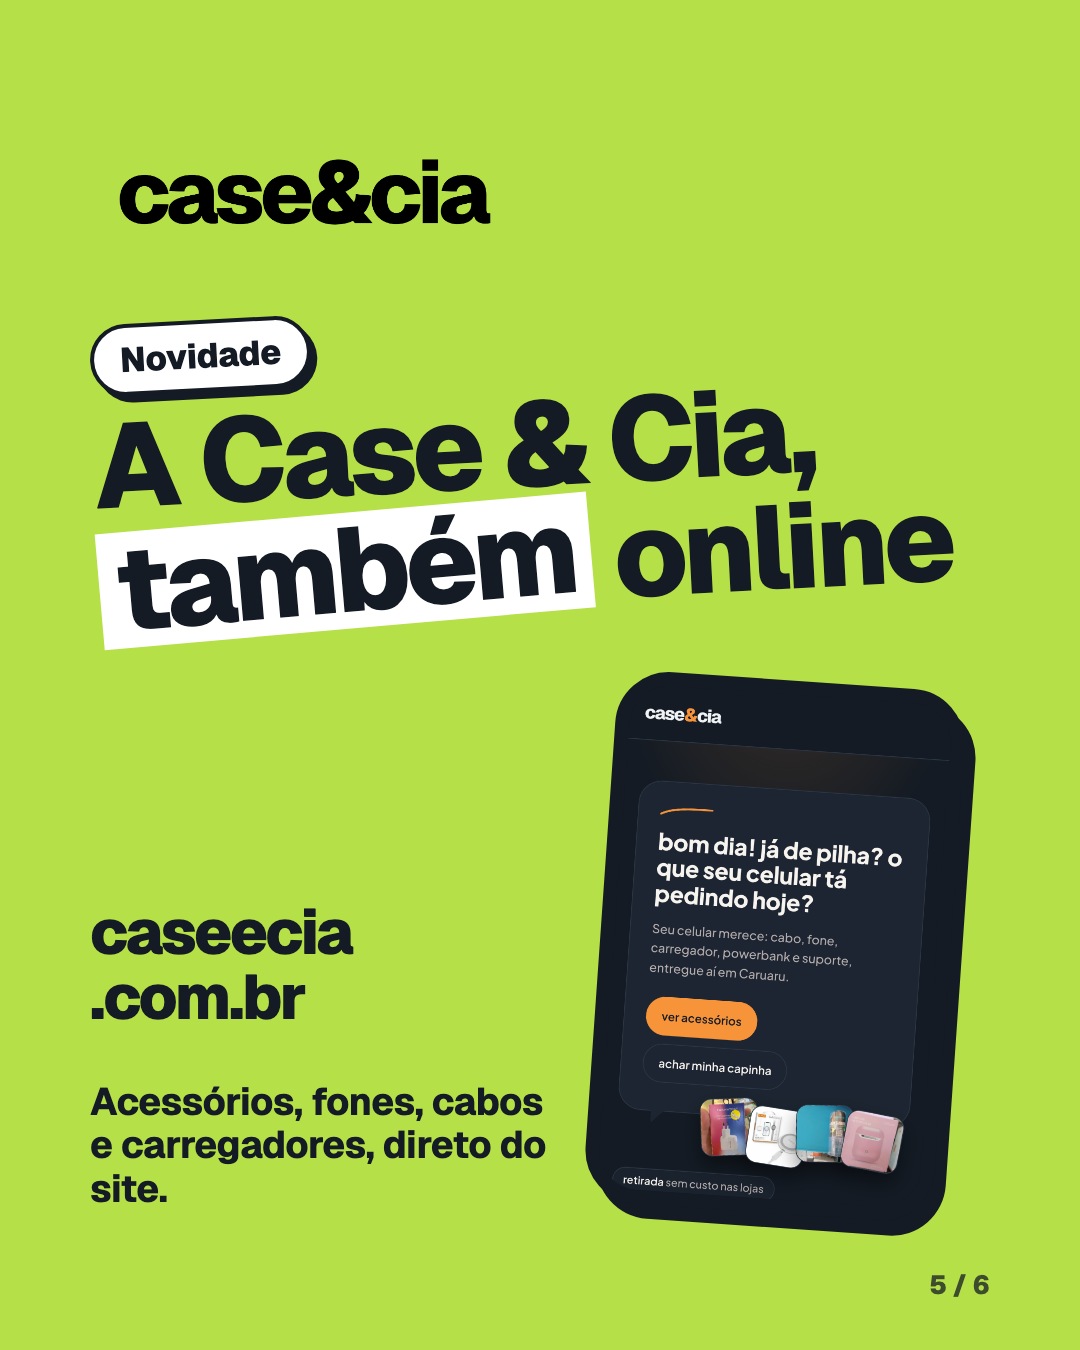 case&cia
Novidade
A Case & Cia,
também online
case&cia
bom dia! já de pilha? o
que seu celular tá
pedindo hoje?
Seu celular merece: cabo, fone,
carregador, powerbank e suporte,
entregue aí em Caruaru.
ver acessórios
achar minha capinha
retirada sem custo nas lojas
caseecia
.com.br
Acessórios, fones, cabos
e carregadores, direto do
site.
5 / 6